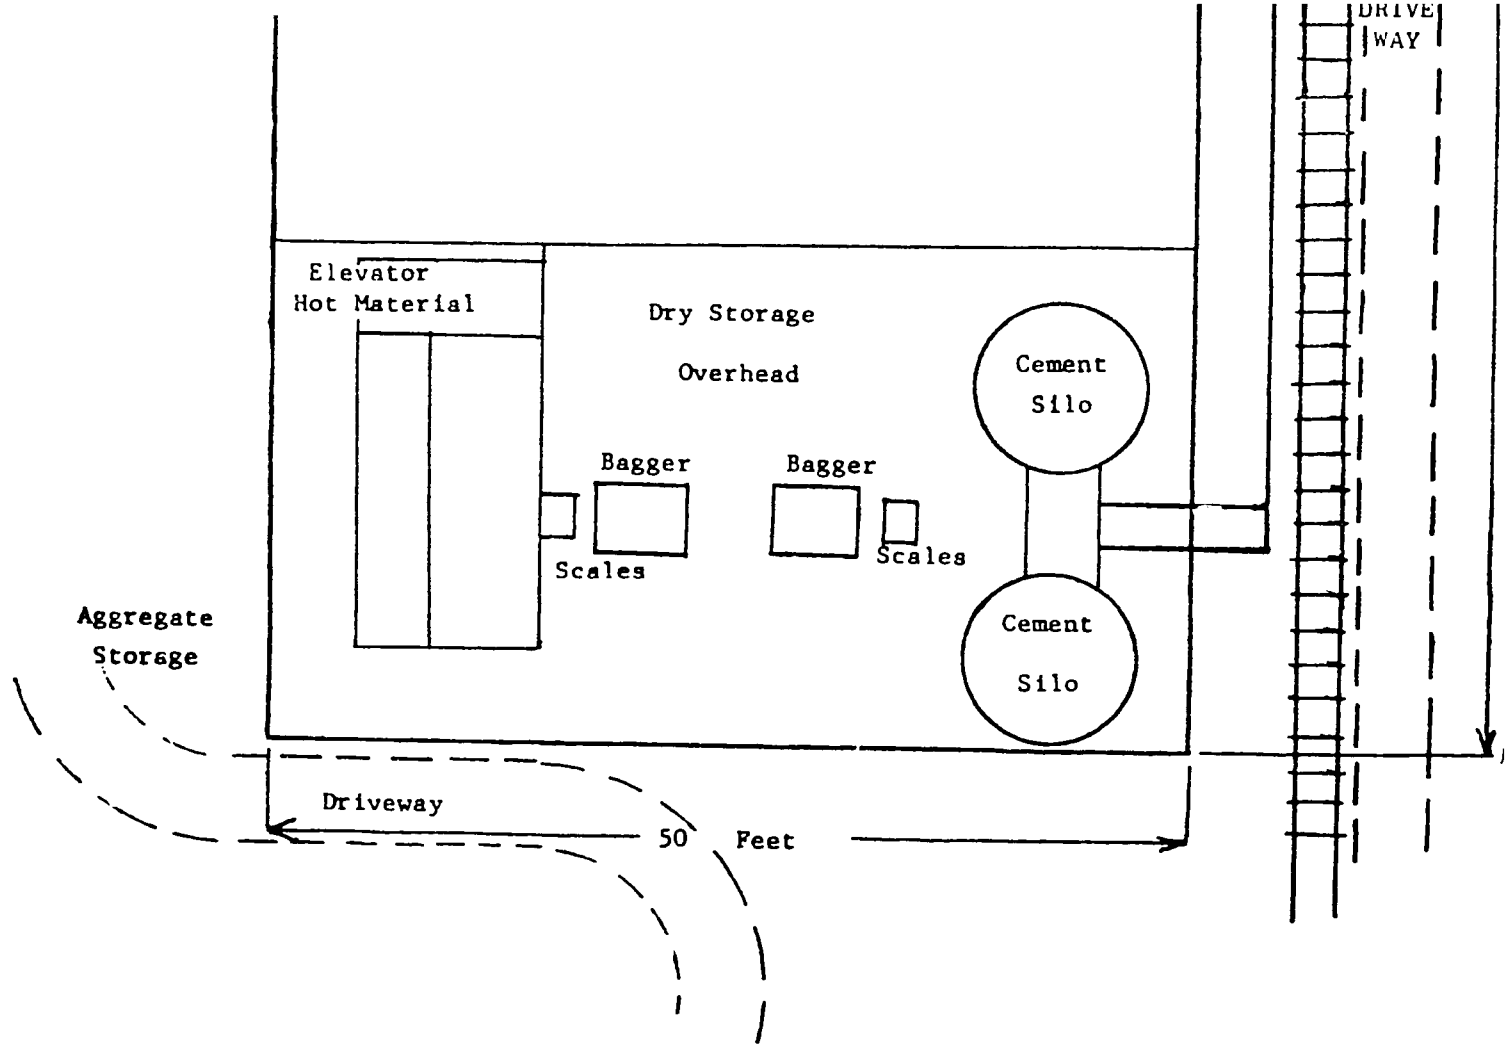 DRIVE
WAY
Elevator
Hot Material
Dry Storage
Overhead
Cement
Silo
Bagger
Bagger
Scales
Scales
Aggregate
Storage
Cement
Silo
Driveway
50 Feet